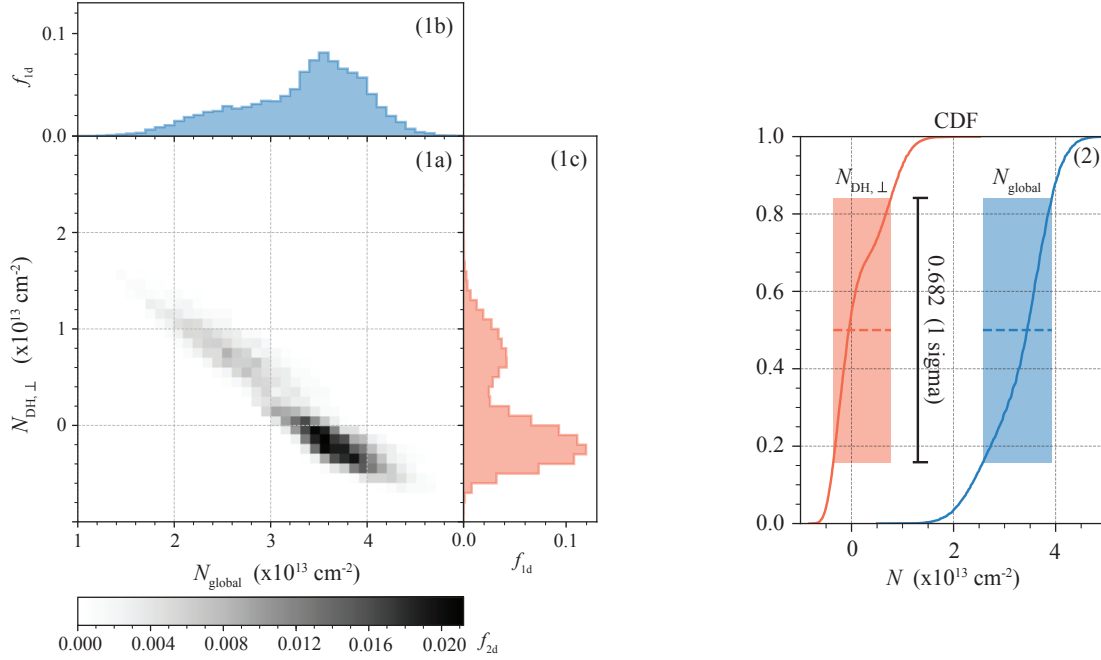 (1b)
0.1
0.0
f1d
(1a)
2
1
0
NDH, ⊥ (x10¹³ cm⁻²)
1
2
3
4
Nglobal (x10¹³ cm⁻²)
(1c)
0.0
0.1
f1d
0.000
0.004
0.008
0.012
0.016
0.020
f2d
CDF
(2)
1.0
0.8
0.6
0.4
0.2
0.0
NDH, ⊥
Nglobal
0.682 (1 sigma)
0
2
4
N (x10¹³ cm⁻²)